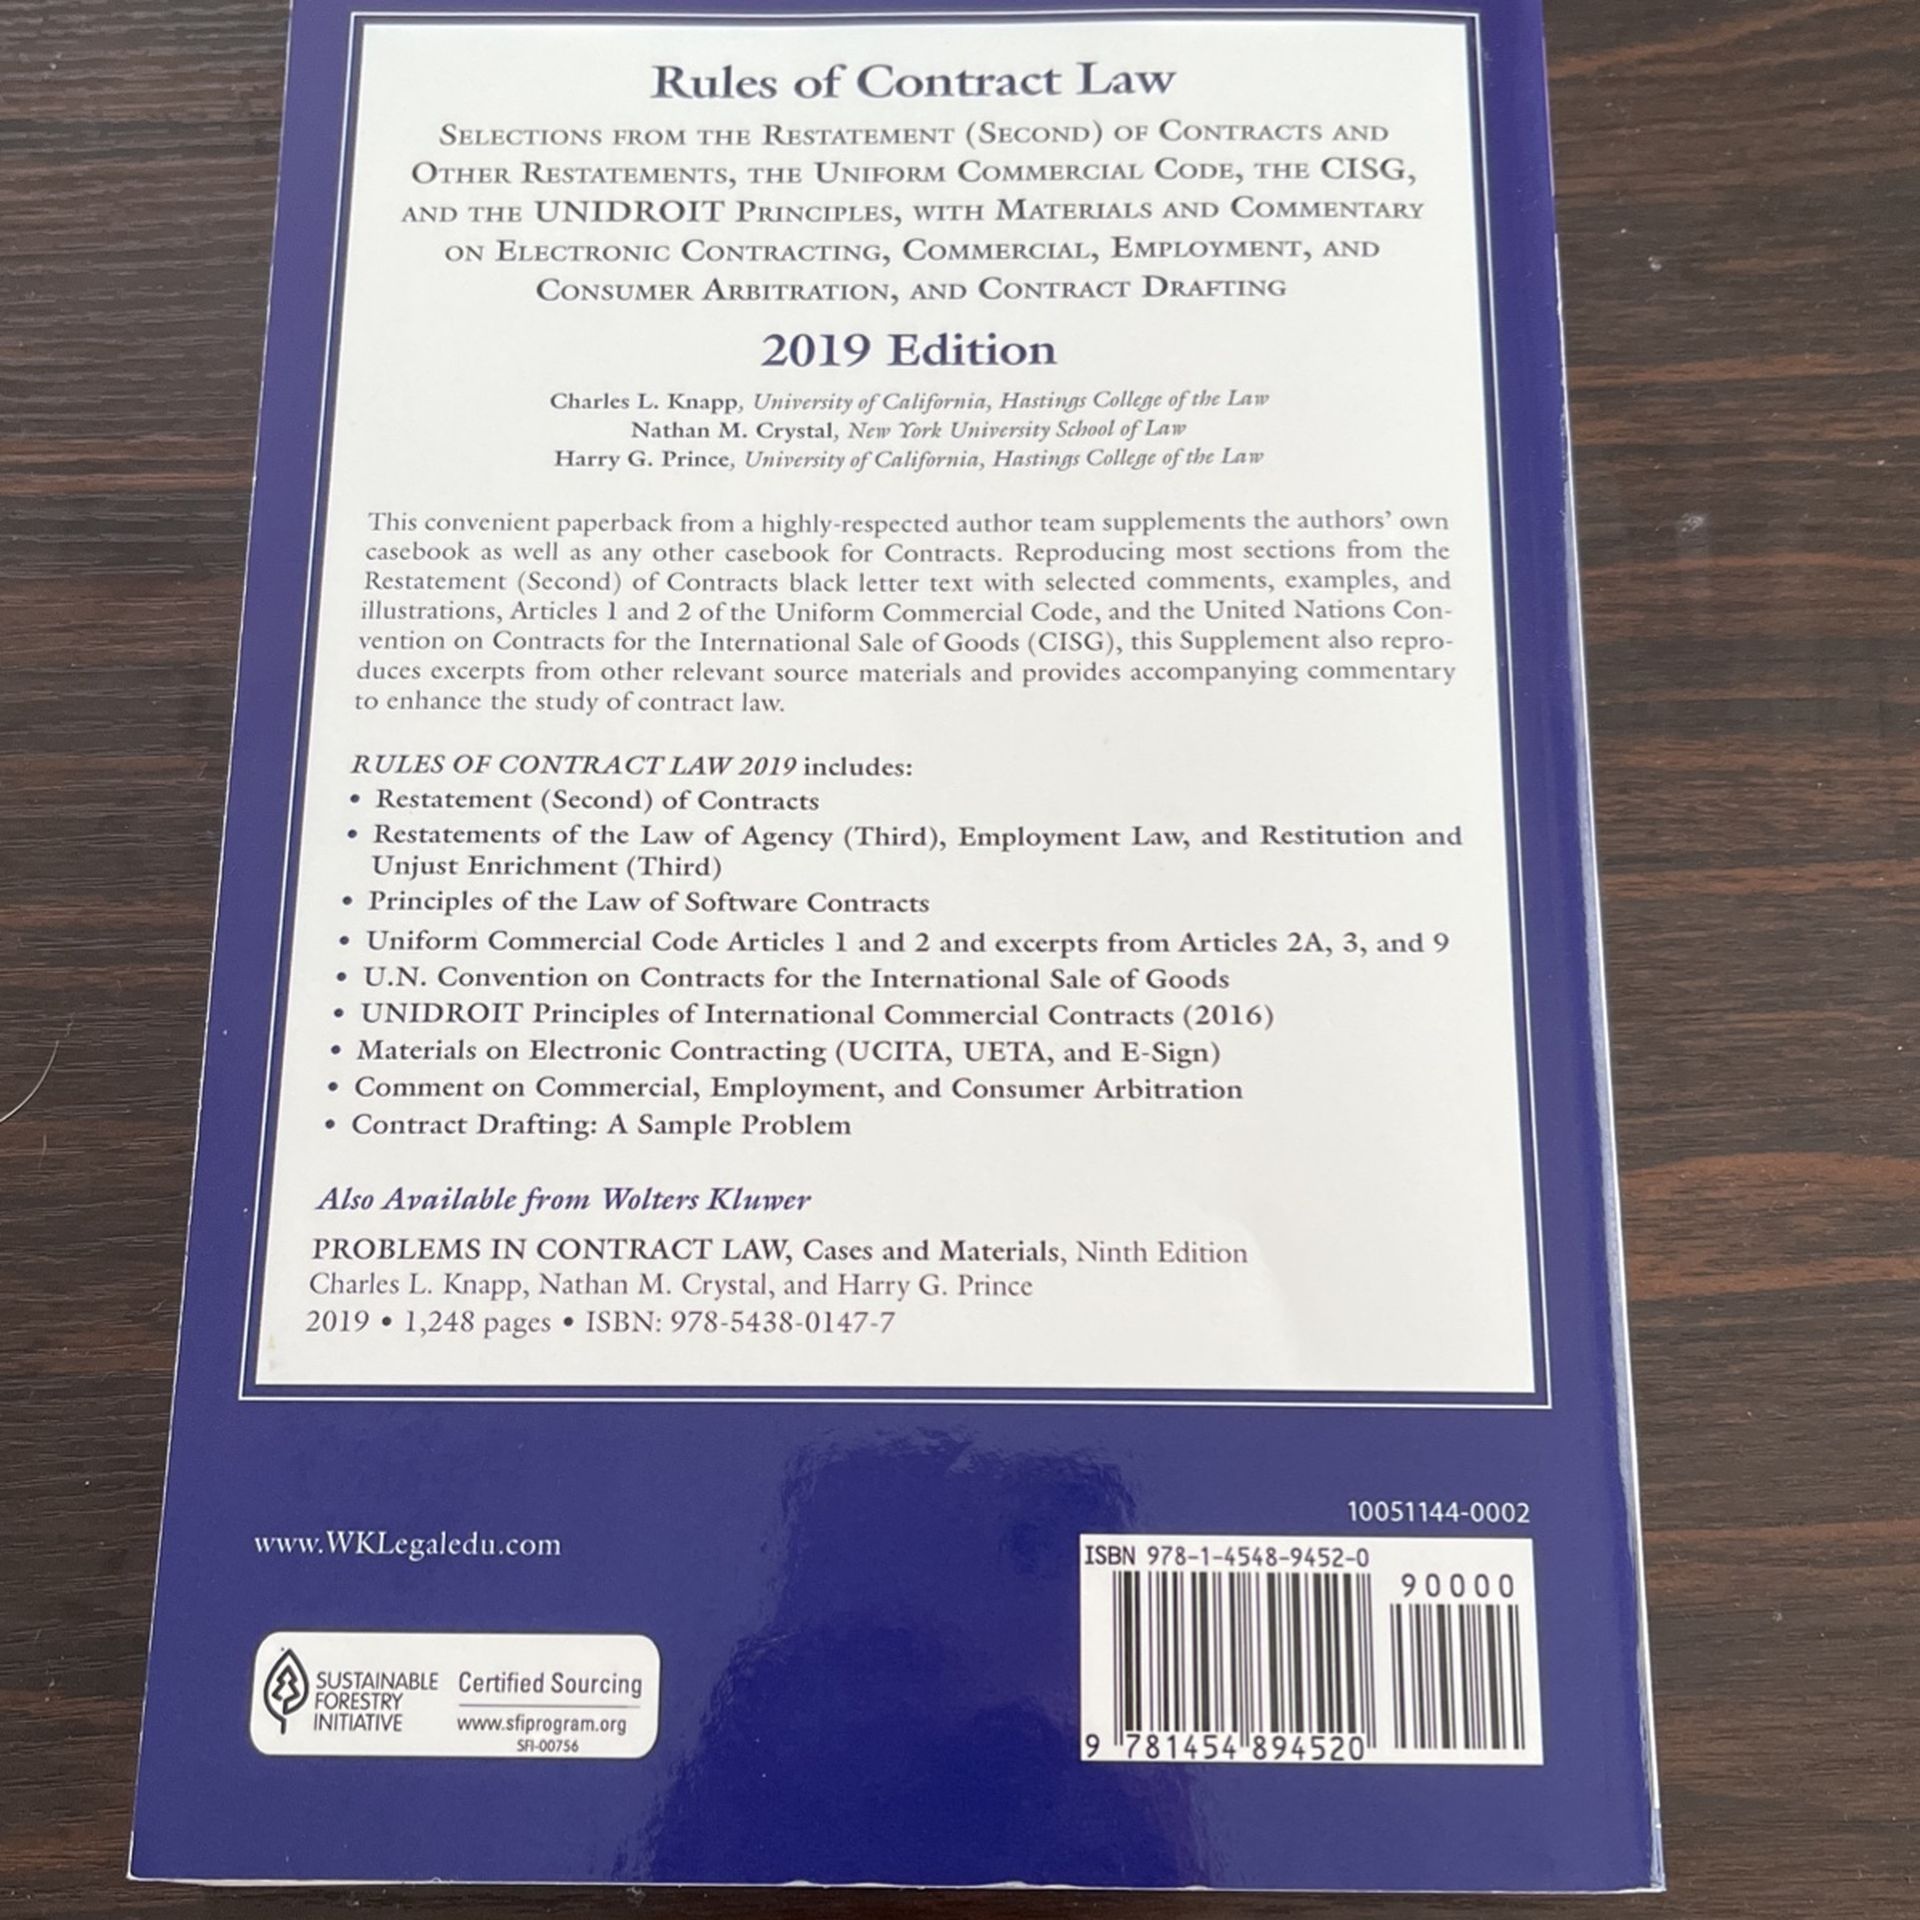 Rules of Contract Law
Selections from the Restatement (Second) of Contracts and
Other Restatements, the Uniform Commercial Code, the CISG,
and the UNIDROIT Principles, with Materials and Commentary
on Electronic Contracting, Commercial, Employment, and
Consumer Arbitration, and Contract Drafting
2019 Edition
Charles L. Knapp, University of California, Hastings College of the Law
Nathan M. Crystal, New York University School of Law
Harry G. Prince, University of California, Hastings College of the Law
This convenient paperback from a highly-respected author team supplements the authors' own
casebook as well as any other casebook for Contracts. Reproducing most sections from the
Restatement (Second) of Contracts black letter text with selected comments, examples, and
illustrations, Articles 1 and 2 of the Uniform Commercial Code, and the United Nations Con-
vention on Contracts for the International Sale of Goods (CISG), this Supplement also repro-
duces excerpts from other relevant source materials and provides accompanying commentary
to enhance the study of contract law.
RULES OF CONTRACT LAW 2019 includes:
• Restatement (Second) of Contracts
• Restatements of the Law of Agency (Third), Employment Law, and Restitution and
Unjust Enrichment (Third)
• Principles of the Law of Software Contracts
• Uniform Commercial Code Articles 1 and 2 and excerpts from Articles 2A, 3, and 9
• U.N. Convention on Contracts for the International Sale of Goods
• UNIDROIT Principles of International Commercial Contracts (2016)
• Materials on Electronic Contracting (UCITA, UETA, and E-Sign)
• Comment on Commercial, Employment, and Consumer Arbitration
• Contract Drafting: A Sample Problem
Also Available from Wolters Kluwer
PROBLEMS IN CONTRACT LAW, Cases and Materials, Ninth Edition
Charles L. Knapp, Nathan M. Crystal, and Harry G. Prince
2019 • 1,248 pages • ISBN: 978-5438-0147-7
www.WKLegaledu.com
10051144-0002
ISBN 978-1-4548-9452-0
90000
9 781454 894520
SUSTAINABLE
FORESTRY
INITIATIVE
Certified Sourcing
www.sfiprogram.org
SFI-00756